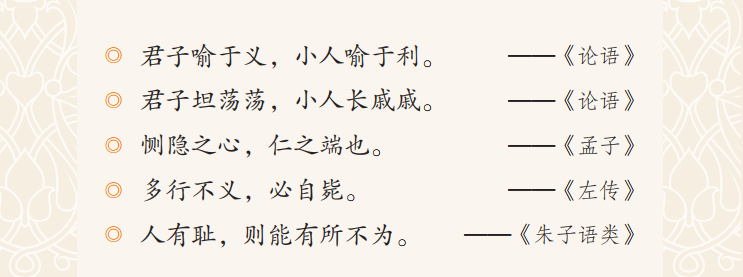 ◎ 君子喻于义，小人喻于利。 ——《论语》
◎ 君子坦荡荡，小人长戚戚。 ——《论语》
◎ 恻隐之心，仁之端也。 ——《孟子》
◎ 多行不义，必自毙。 ——《左传》
◎ 人有耻，则能有所不为。 ——《朱子语类》